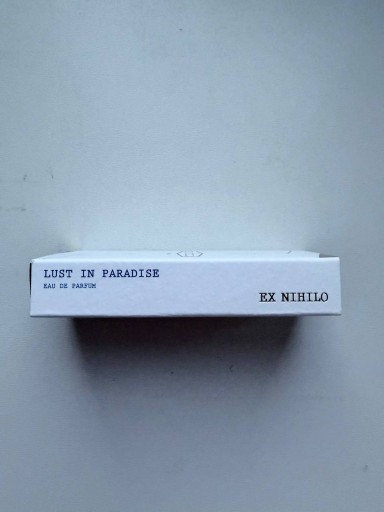 LUST IN PARADISE
EAU DE PARFUM
EX NIHILO